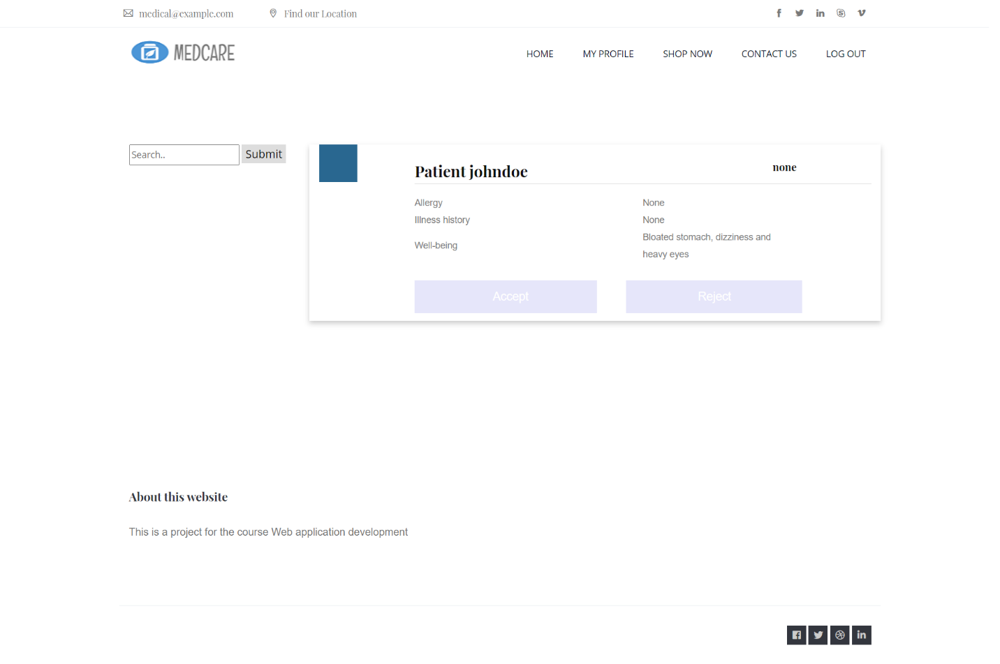 medical@example.com
Find our Location
MEDCARE
HOME
MY PROFILE
SHOP NOW
CONTACT US
LOG OUT
Search..
Submit
Patient johndoe
none
Allergy
None
Illness history
None
Well-being
Bloated stomach, dizziness and
heavy eyes
Accept
Reject
About this website
This is a project for the course Web application development